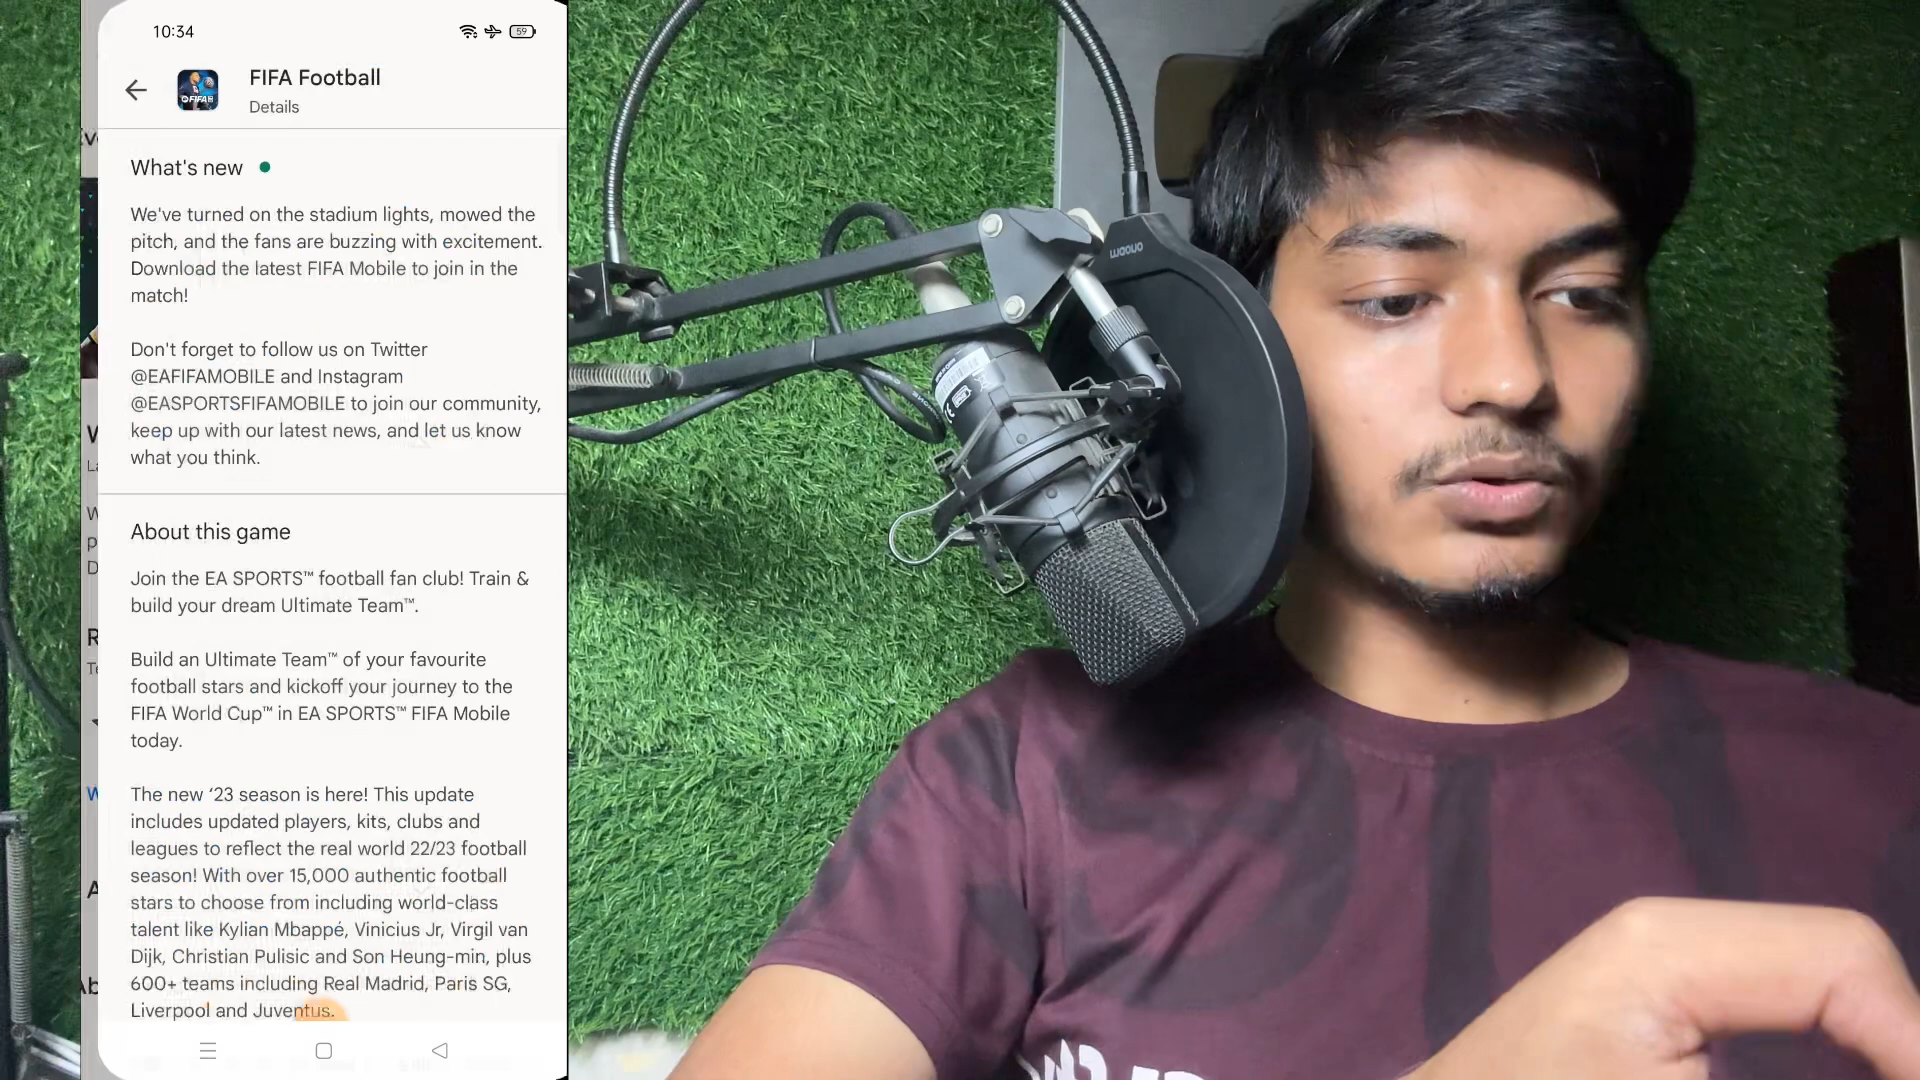 10:34
59
FIFA Football
Details
What's new
We've turned on the stadium lights, mowed the
pitch, and the fans are buzzing with excitement.
Download the latest FIFA Mobile to join in the
match!
Don't forget to follow us on Twitter
@EAFIFAMOBILE and Instagram
@EASPORTSFIFAMOBILE to join our community,
keep up with our latest news, and let us know
what you think.
About this game
Join the EA SPORTS™ football fan club! Train &
build your dream Ultimate Team™.
Build an Ultimate Team™ of your favourite
football stars and kickoff your journey to the
FIFA World Cup™ in EA SPORTS™ FIFA Mobile
today.
The new ‘23 season is here! This update
includes updated players, kits, clubs and
leagues to reflect the real world 22/23 football
season! With over 15,000 authentic football
stars to choose from including world-class
talent like Kylian Mbappé, Vinicius Jr, Virgil van
Dijk, Christian Pulisic and Son Heung-min, plus
600+ teams including Real Madrid, Paris SG,
Liverpool and Juventus.